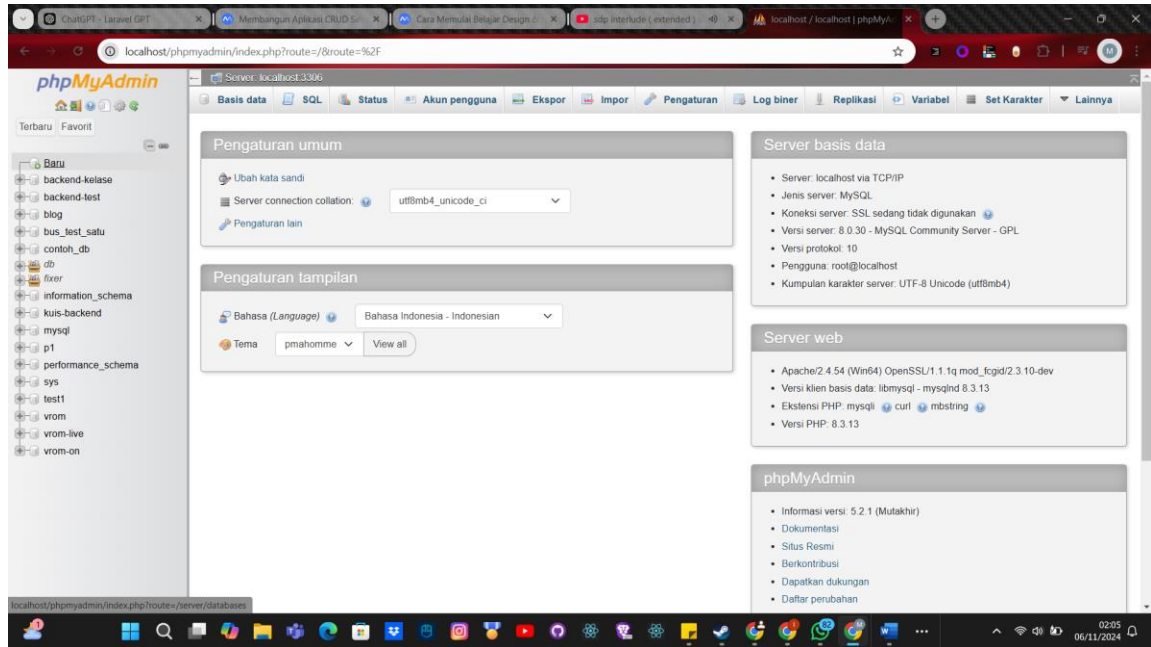 ChatGPT - Laravel GPT
Membangun Aplikasi CRUD S
Cara Memulai Belajar Design
sdp interlude ( extended )
localhost / localhost | phpMyA
localhost/phpmyadmin/index.php?route=/&route=%2F
phpMyAdmin
Terbaru Favorit
Baru
backend-kelase
backend-test
blog
bus_test_satu
contoh_db
db
fixer
information_schema
kuis-backend
mysql
p1
performance_schema
sys
test1
vrom
vrom-live
vrom-on
Server: localhost:3306
Basis data SQL Status Akun pengguna Ekspor Impor Pengaturan Log biner Replikasi Variabel Set Karakter Lainnya
Pengaturan umum
Ubah kata sandi
Server connection collation: utf8mb4_unicode_ci
Pengaturan lain
Pengaturan tampilan
Bahasa (Language) Bahasa Indonesia - Indonesian
Tema pmahomme View all
Server basis data
• Server: localhost via TCP/IP
• Jenis server: MySQL
• Koneksi server: SSL sedang tidak digunakan
• Versi server: 8.0.30 - MySQL Community Server - GPL
• Versi protokol: 10
• Pengguna: root@localhost
• Kumpulan karakter server: UTF-8 Unicode (utf8mb4)
Server web
• Apache/2.4.54 (Win64) OpenSSL/1.1.1q mod_fcgid/2.3.10-dev
• Versi klien basis data: libmysql - mysqlnd 8.3.13
• Ekstensi PHP: mysqli curl mbstring
• Versi PHP: 8.3.13
phpMyAdmin
• Informasi versi: 5.2.1 (Mutakhir)
• Dokumentasi
• Situs Resmi
• Berkontribusi
• Dapatkan dukungan
• Daftar perubahan
localhost/phpmyadmin/index.php?route=/server/databases
82
02:05
06/11/2024